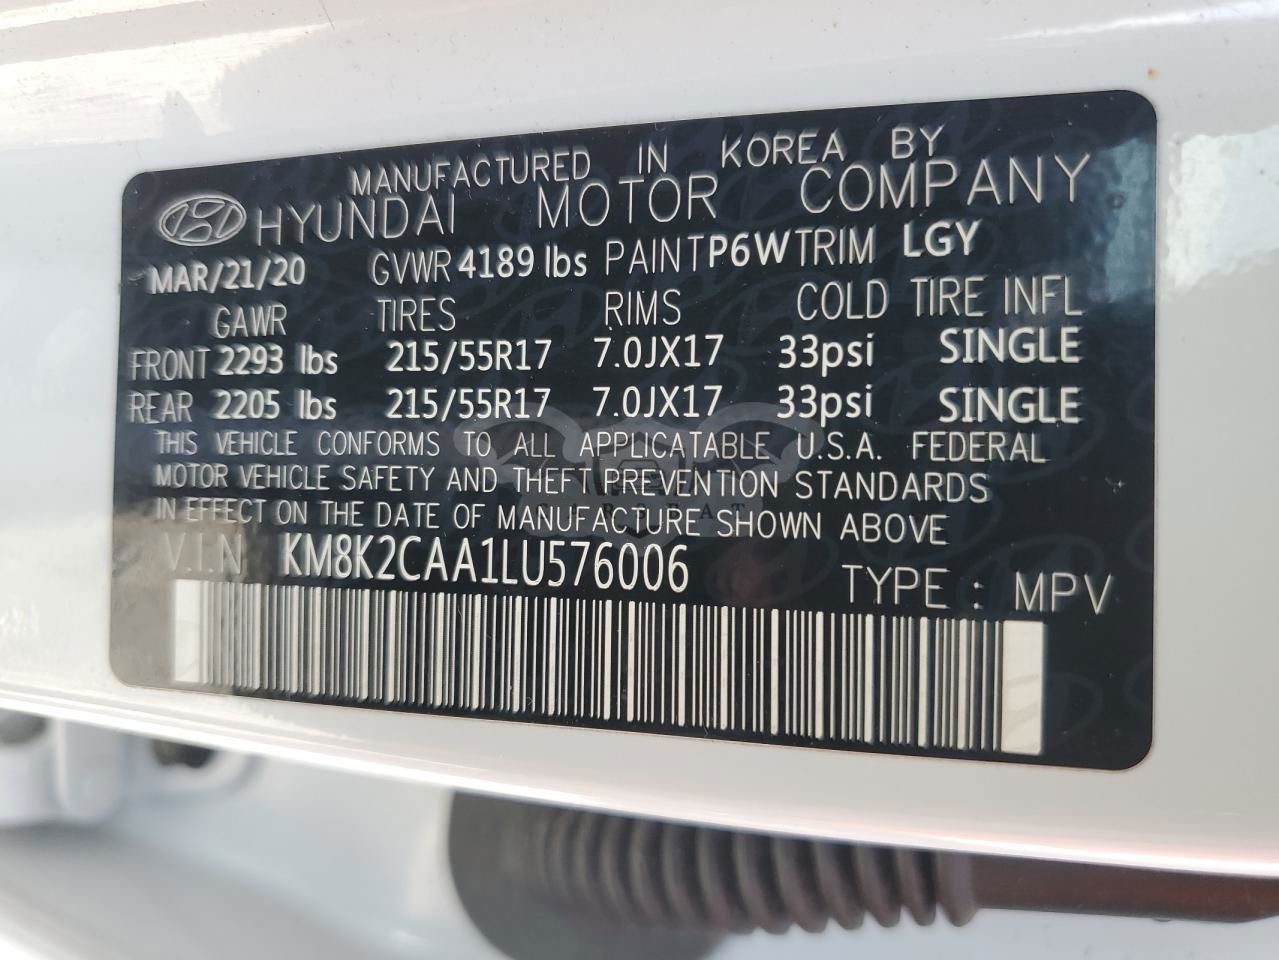 MANUFACTURED IN KOREA BY
HYUNDAI MOTOR COMPANY
MAR/21/20 GVWR 4189 lbs PAINT P6W TRIM LGY
GAWR TIRES RIMS COLD TIRE INFL
FRONT 2293 lbs 215/55R17 7.0JX17 33psi SINGLE
REAR 2205 lbs 215/55R17 7.0JX17 33psi SINGLE
THIS VEHICLE CONFORMS TO ALL APPLICATABLE U.S.A. FEDERAL
MOTOR VEHICLE SAFETY AND THEFT PREVENTION STANDARDS
IN EFFECT ON THE DATE OF MANUFACTURE SHOWN ABOVE
V.I.N KM8K2CAA1LU576006 TYPE : MPV